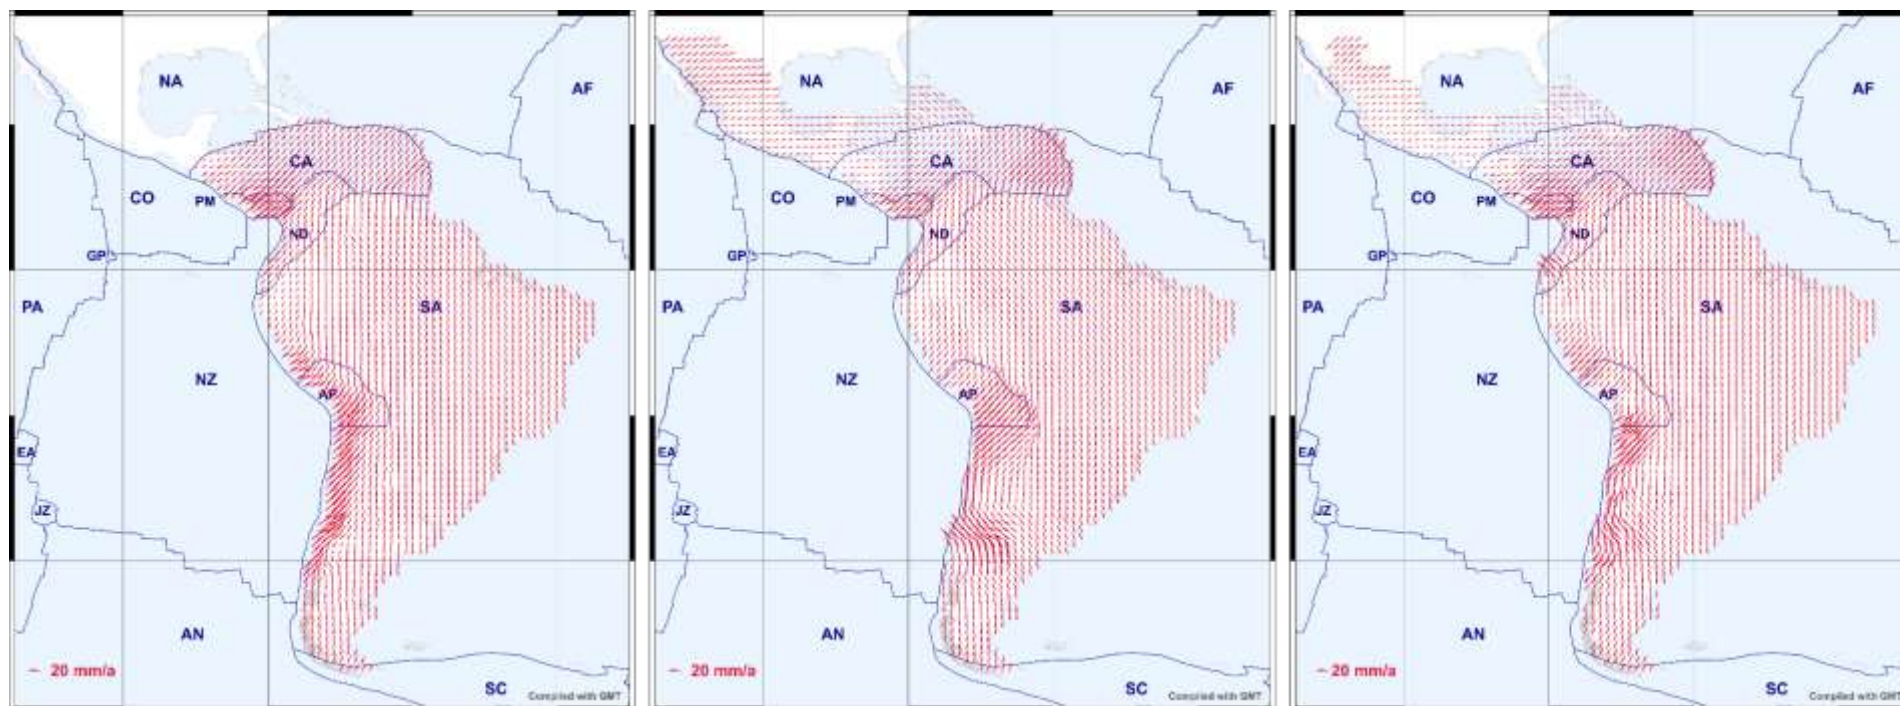 NA
AF
CA
CO
PM
ND
GP
PA
SA
NZ
AP
EA
JZ
AN
20 mm/a
SC
Compiled with GMT
NA
AF
CA
CO
PM
ND
GP
PA
SA
NZ
AP
EA
JZ
AN
20 mm/a
SC
Compiled with GMT
NA
AF
CA
CO
PM
ND
GP
PA
SA
NZ
AP
EA
JZ
AN
20 mm/a
SC
Compiled with GMT